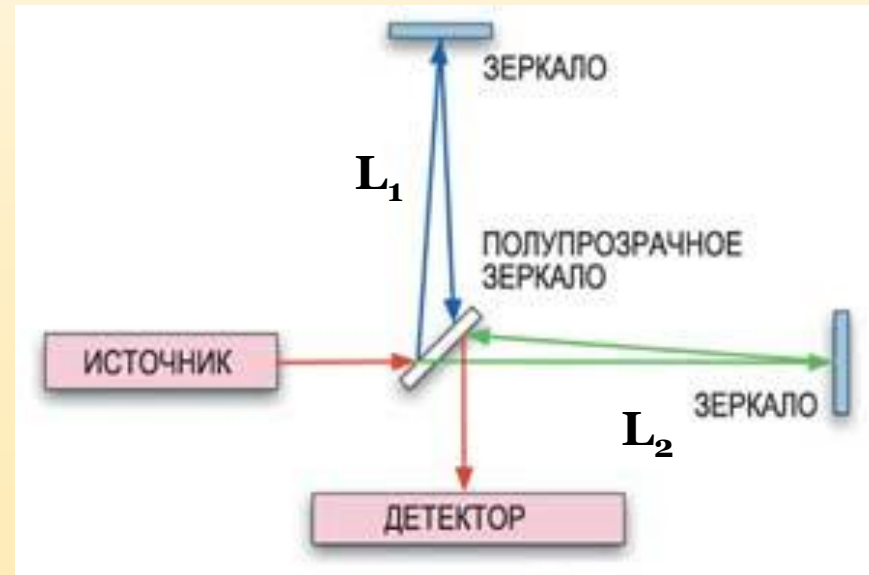 ЗЕРКАЛО
L₁
ПОЛУПРОЗРАЧНОЕ
ЗЕРКАЛО
ИСТОЧНИК
ЗЕРКАЛО
L₂
ДЕТЕКТОР